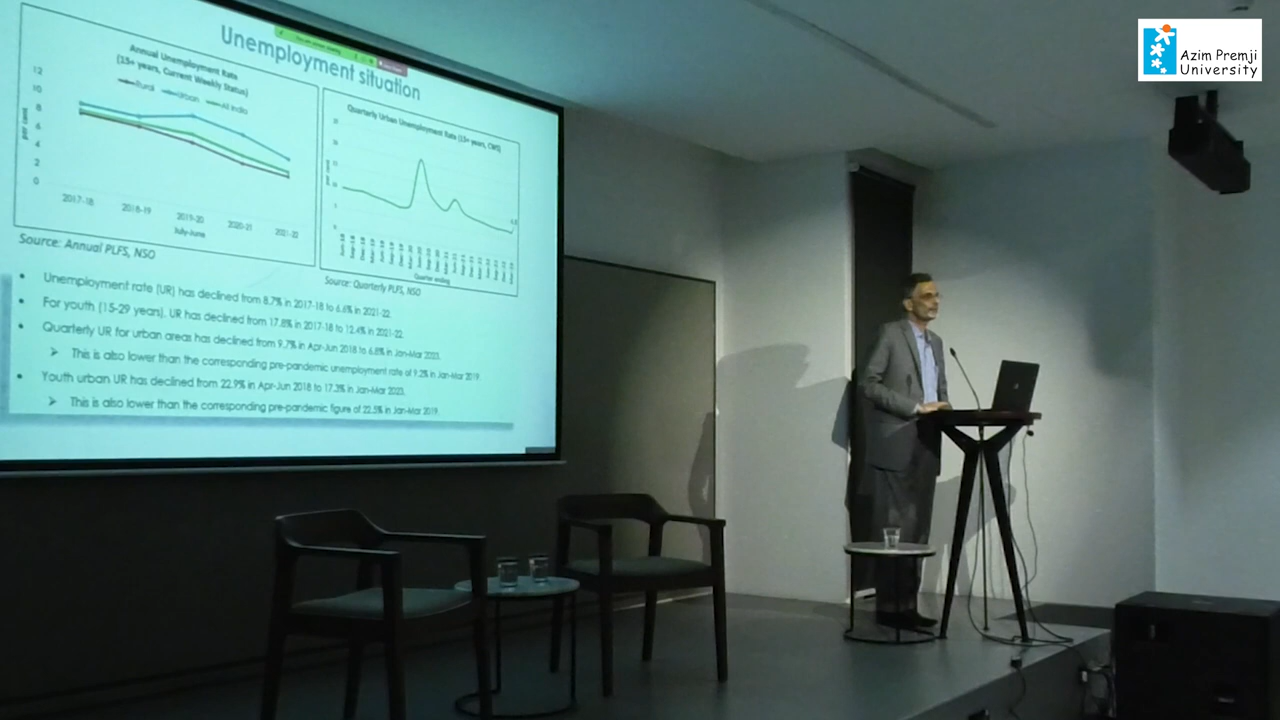 Unemployment situation
Annual Unemployment Rate
(15+ years, Current Weekly Status)
Rural Urban All India
per cent
12
10
8
6
4
2
0
2017-18 2018-19 2019-20 2020-21 2021-22
July-June
Source: Annual PLFS, NSO
Quarterly Urban Unemployment Rate (15+ years, CWS)
Quarter ending
Source: Quarterly PLFS, NSO
• Unemployment rate (UR) has declined from 8.7% in 2017-18 to 6.6% in 2021-22.
• For youth (15-29 years), UR has declined from 17.8% in 2017-18 to 12.4% in 2021-22.
• Quarterly UR for urban areas has declined from 9.7% in Apr-Jun 2018 to 6.8% in Jan-Mar 2023.
➢ This is also lower than the corresponding pre-pandemic unemployment rate of 9.2% in Jan-Mar 2019.
• Youth urban UR has declined from 22.9% in Apr-Jun 2018 to 17.3% in Jan-Mar 2023.
➢ This is also lower than the corresponding pre-pandemic figure of 22.5% in Jan-Mar 2019.
Azim Premji
University